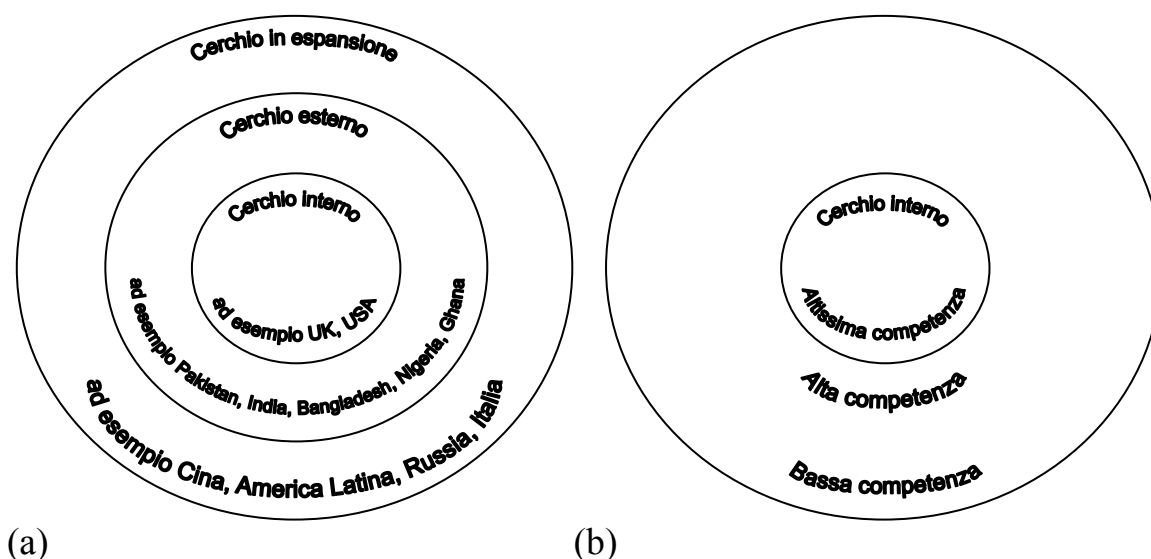 Cerchio in espansione
Cerchio esterno
Cerchio interno
ad esempio UK, USA
ad esempio Pakistan, India, Bangladesh, Nigeria, Ghana
ad esempio Cina, America Latina, Russia, Italia
(a)
Cerchio interno
Altissima competenza
Alta competenza
Bassa competenza
(b)